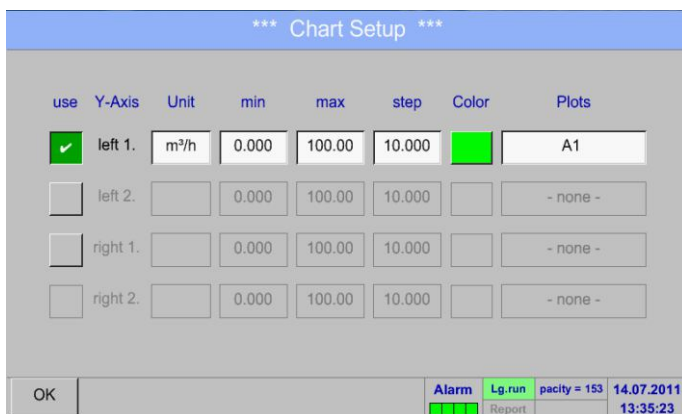 *** Chart Setup ***
use Y-Axis Unit min max step Color Plots
left 1. m³/h 0.000 100.00 10.000 A1
left 2. 0.000 100.00 10.000 - none -
right 1. 0.000 100.00 10.000 - none -
right 2. 0.000 100.00 10.000 - none -
OK Alarm Lg.run pacity = 153 14.07.2011
Report 13:35:23